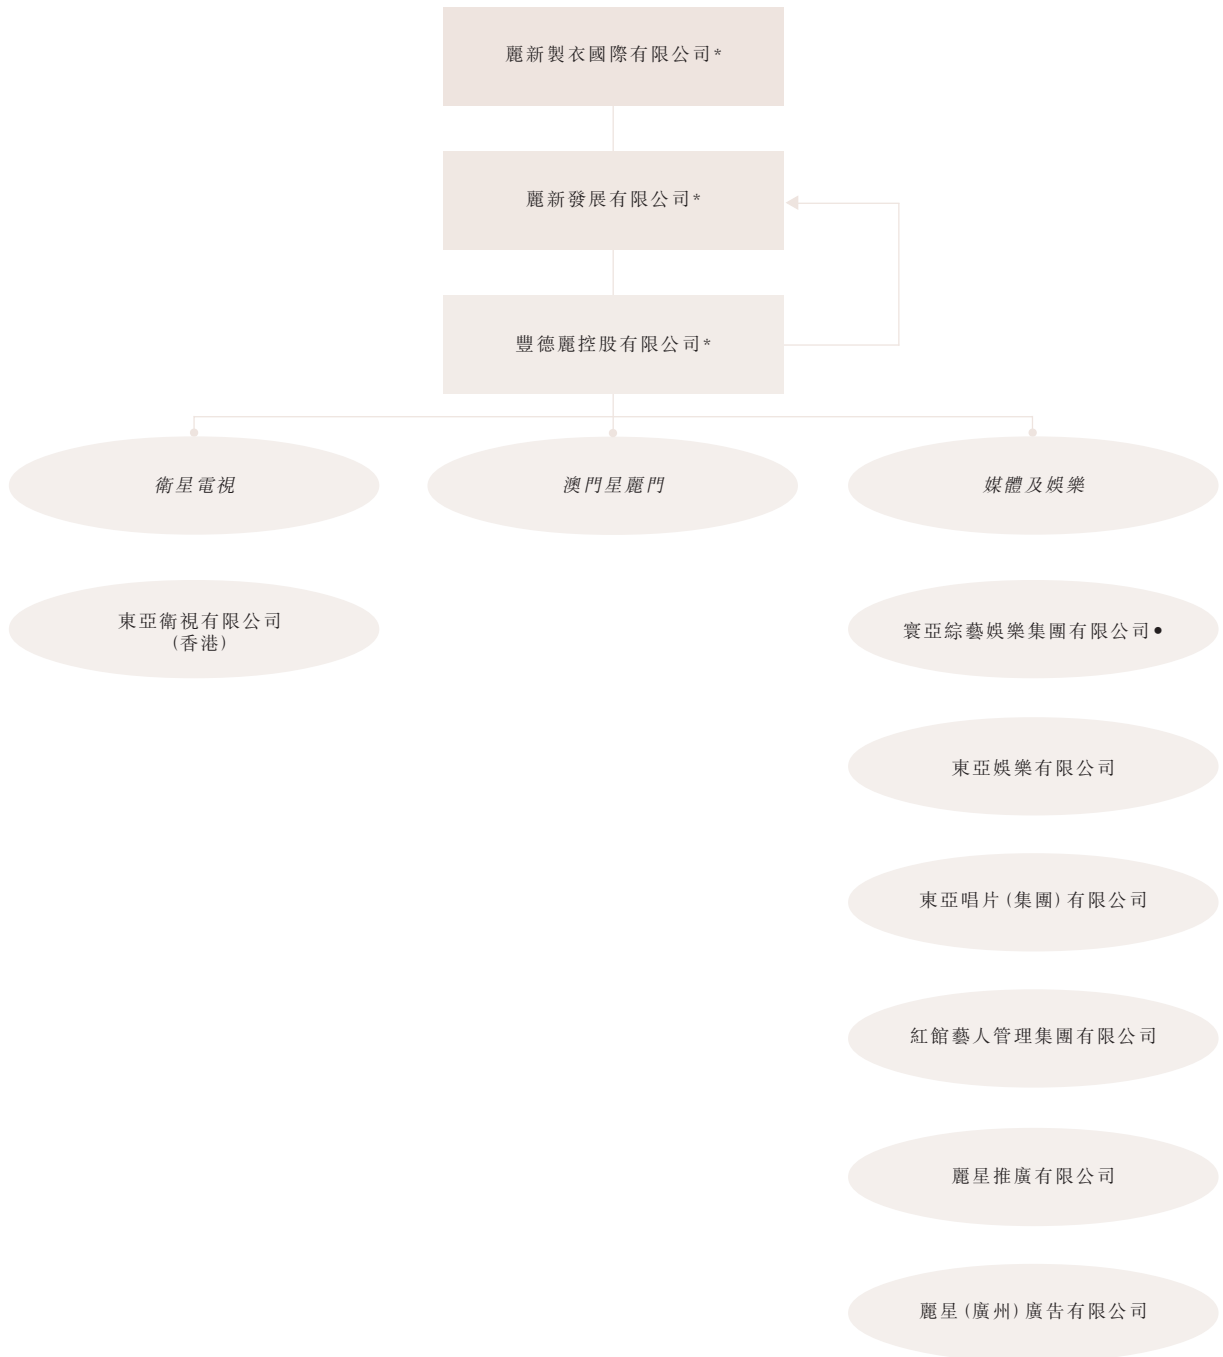 麗新製衣國際有限公司*
麗新發展有限公司*
豐德麗控股有限公司*
衛星電視
澳門星麗門
媒體及娛樂
東亞衛視有限公司
(香港)
寰亞綜藝娛樂集團有限公司•
東亞娛樂有限公司
東亞唱片(集團)有限公司
紅館藝人管理集團有限公司
麗星推廣有限公司
麗星(廣州)廣告有限公司